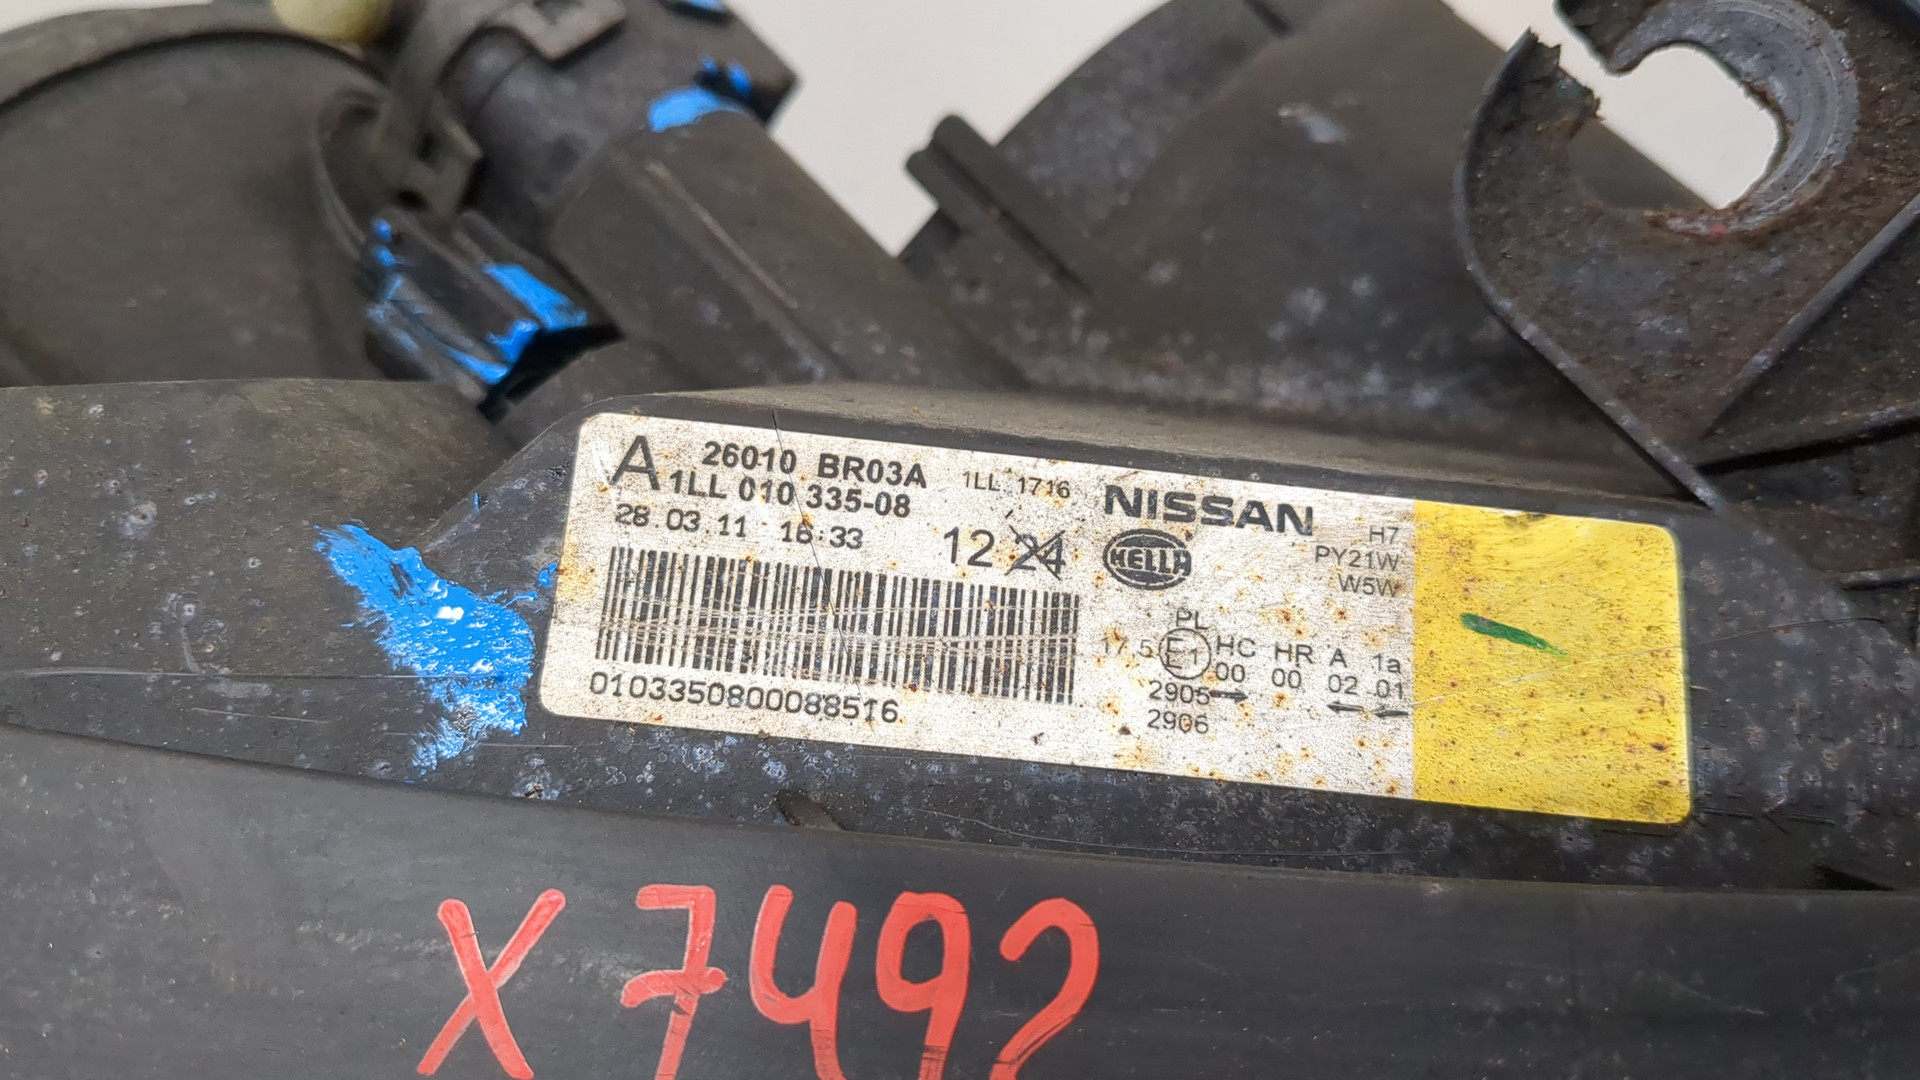 A 26010 BR03A 1LL 1716
1LL 010 335-08
28 03 11 16:33
12 24
0103350800088516
NISSAN
HELLA
H7
PY21W
W5W
PL
17.5 E1 HC HR A 1a
00 00 02 01
2905 →
← ←
2906
X 7492